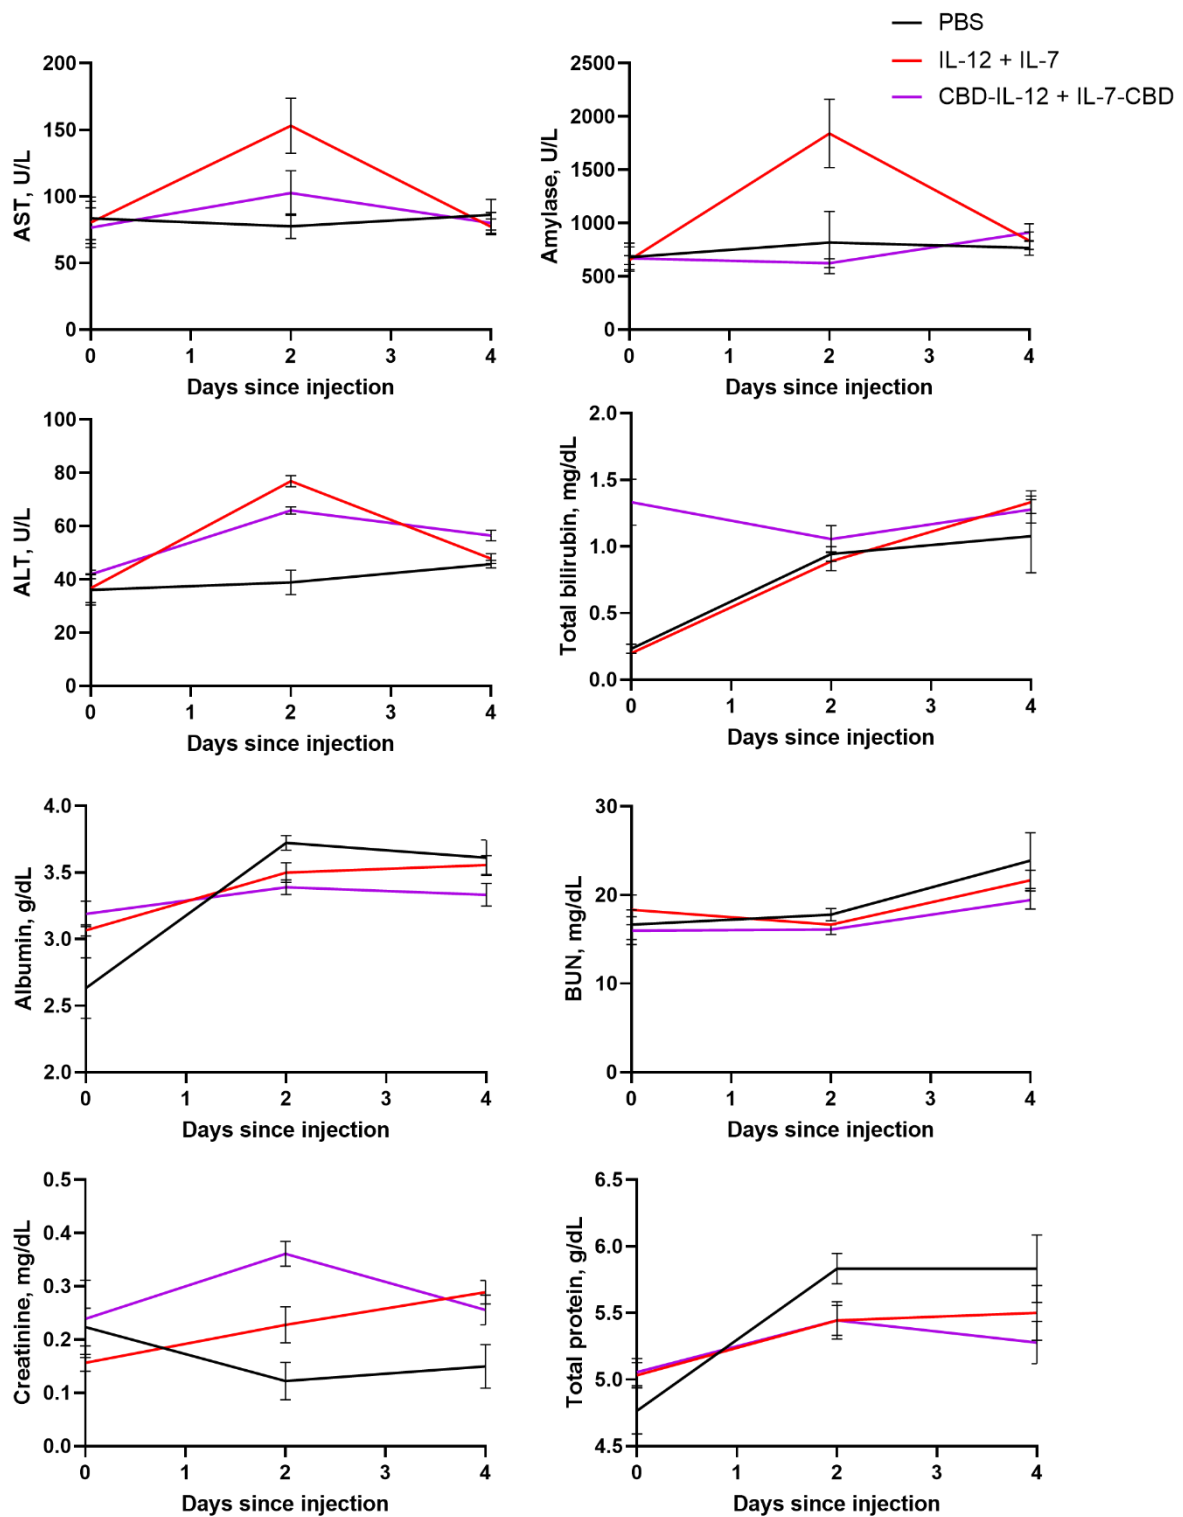 PBS
IL-12 + IL-7
CBD-IL-12 + IL-7-CBD
AST, U/L
200
150
100
50
0
0 1 2 3 4
Days since injection
Amylase, U/L
2500
2000
1500
1000
500
0
0 1 2 3 4
Days since injection
ALT, U/L
100
80
60
40
20
0
0 1 2 3 4
Days since injection
Total bilirubin, mg/dL
2.0
1.5
1.0
0.5
0.0
0 1 2 3 4
Days since injection
Albumin, g/dL
4.0
3.5
3.0
2.5
2.0
0 1 2 3 4
Days since injection
BUN, mg/dL
30
20
10
0
0 1 2 3 4
Days since injection
Creatinine, mg/dL
0.5
0.4
0.3
0.2
0.1
0.0
0 1 2 3 4
Days since injection
Total protein, g/dL
6.5
6.0
5.5
5.0
4.5
0 1 2 3 4
Days since injection